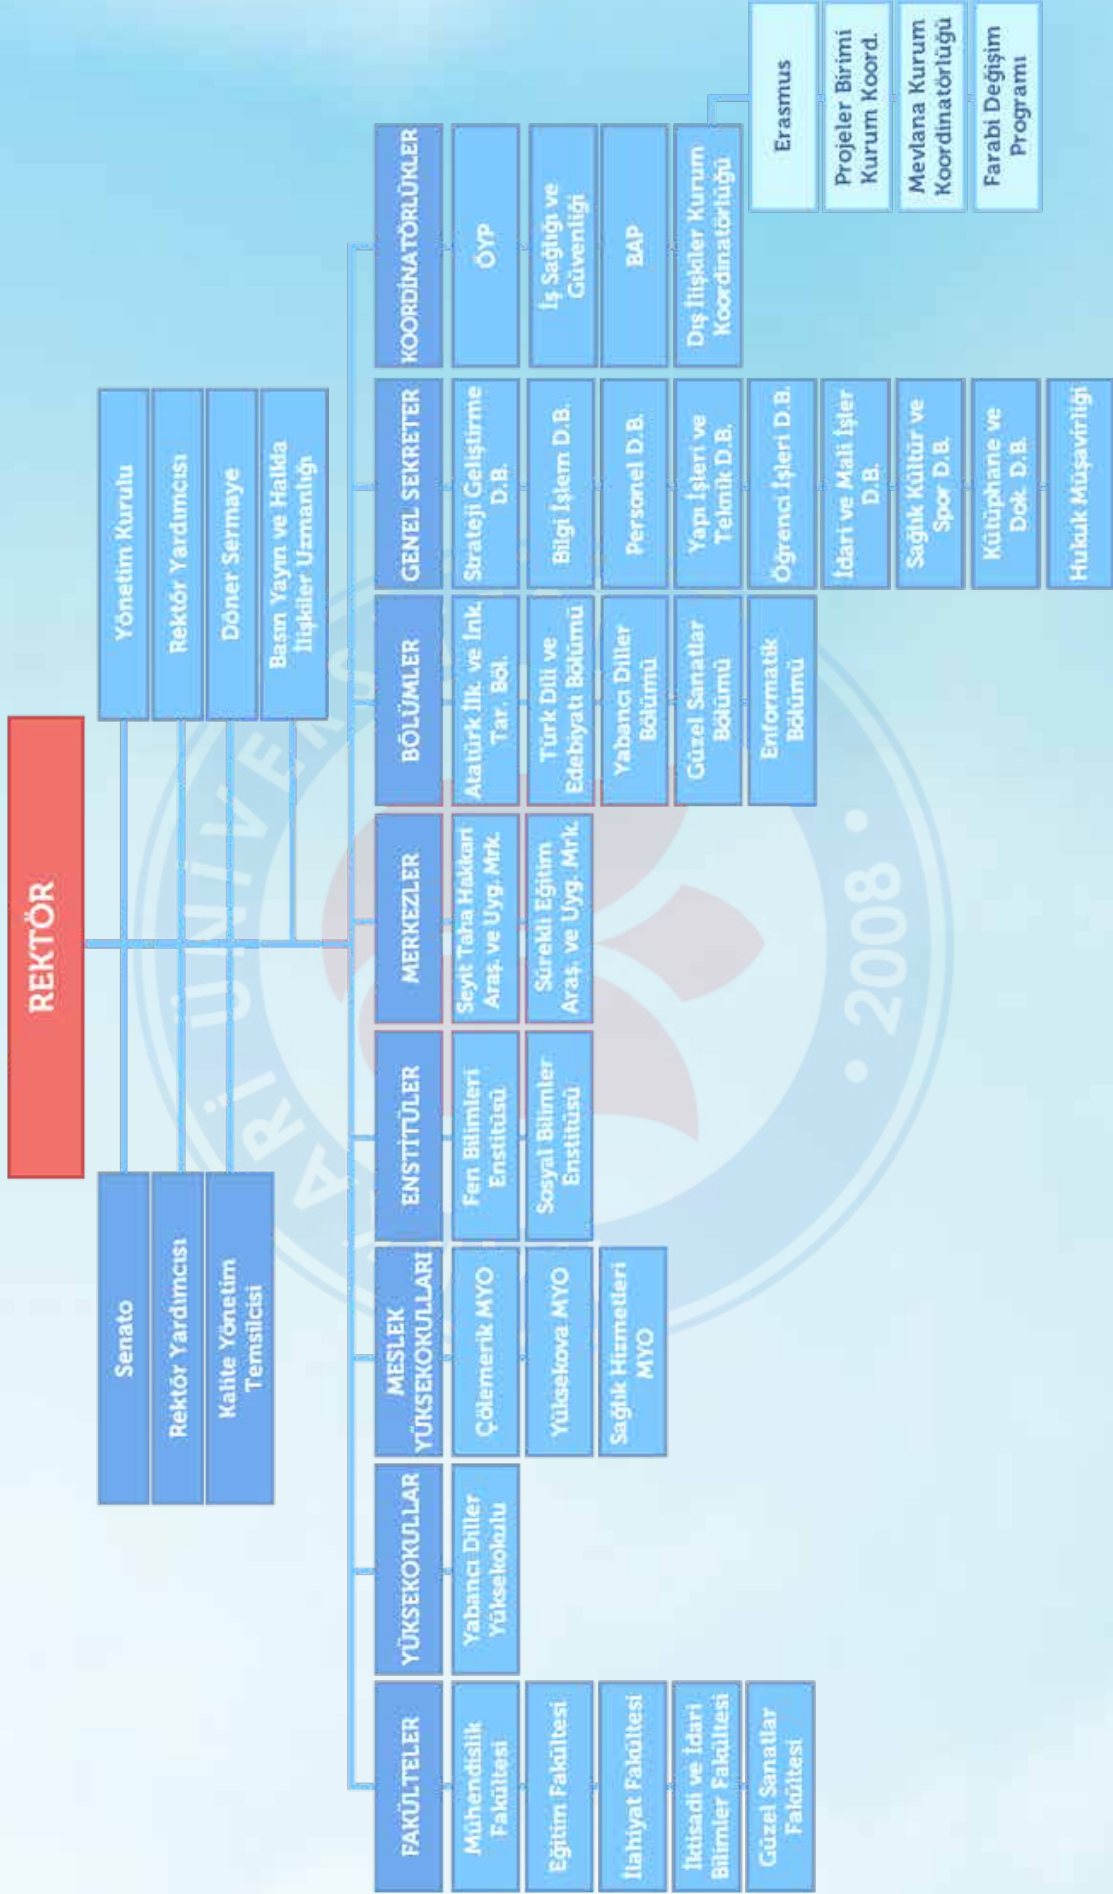 REKTÖR
Senato
Rektör Yardımcısı
Kalite Yönetim
Temsilcisi
Yönetim Kurulu
Rektör Yardımcısı
Döner Sermaye
Basın Yayın ve Halkla
İlişkiler Uzmanlığı
FAKÜLTELER
Mühendislik
Fakültesi
Eğitim Fakültesi
İlahiyat Fakültesi
İktisadi ve İdari
Bilimler Fakültesi
Güzel Sanatlar
Fakültesi
YÜKSEKOKULLAR
Yabancı Diller
Yüksekokulu
MESLEK
YÜKSEKOKULLARI
Çölemerik MYO
Yüksekova MYO
Sağlık Hizmetleri
MYO
ENSTİTÜLER
Fen Bilimleri
Enstitüsü
Sosyal Bilimler
Enstitüsü
MERKEZLER
Seyit Taha Hakkari
Araş. ve Uyg. Mrk.
Sürekli Eğitim
Araş. ve Uyg. Mrk.
BÖLÜMLER
Atatürk İlk. ve İnk.
Tar. Böl.
Türk Dili ve
Edebiyatı Bölümü
Yabancı Diller
Bölümü
Güzel Sanatlar
Bölümü
Enformatik
Bölümü
GENEL SEKRETER
Strateji Geliştirme
D.B.
Bilgi İşlem D.B.
Personel D.B.
Yapı İşleri ve
Teknik D.B.
Öğrenci İşleri D.B.
İdari ve Mali İşler
D.B.
Sağlık Kültür ve
Spor D.B.
Kütüphane ve
Dok. D.B.
Hukuk Müşavirliği
KOORDİNATÖRLÜKLER
ÖYP
İş Sağlığı ve
Güvenliği
BAP
Dış İlişkiler Kurum
Koordinatörlüğü
Erasmus
Projeler Birimi
Kurum Koord.
Mevlana Kurum
Koordinatörlüğü
Farabi Değişim
Programı
• 2008 •